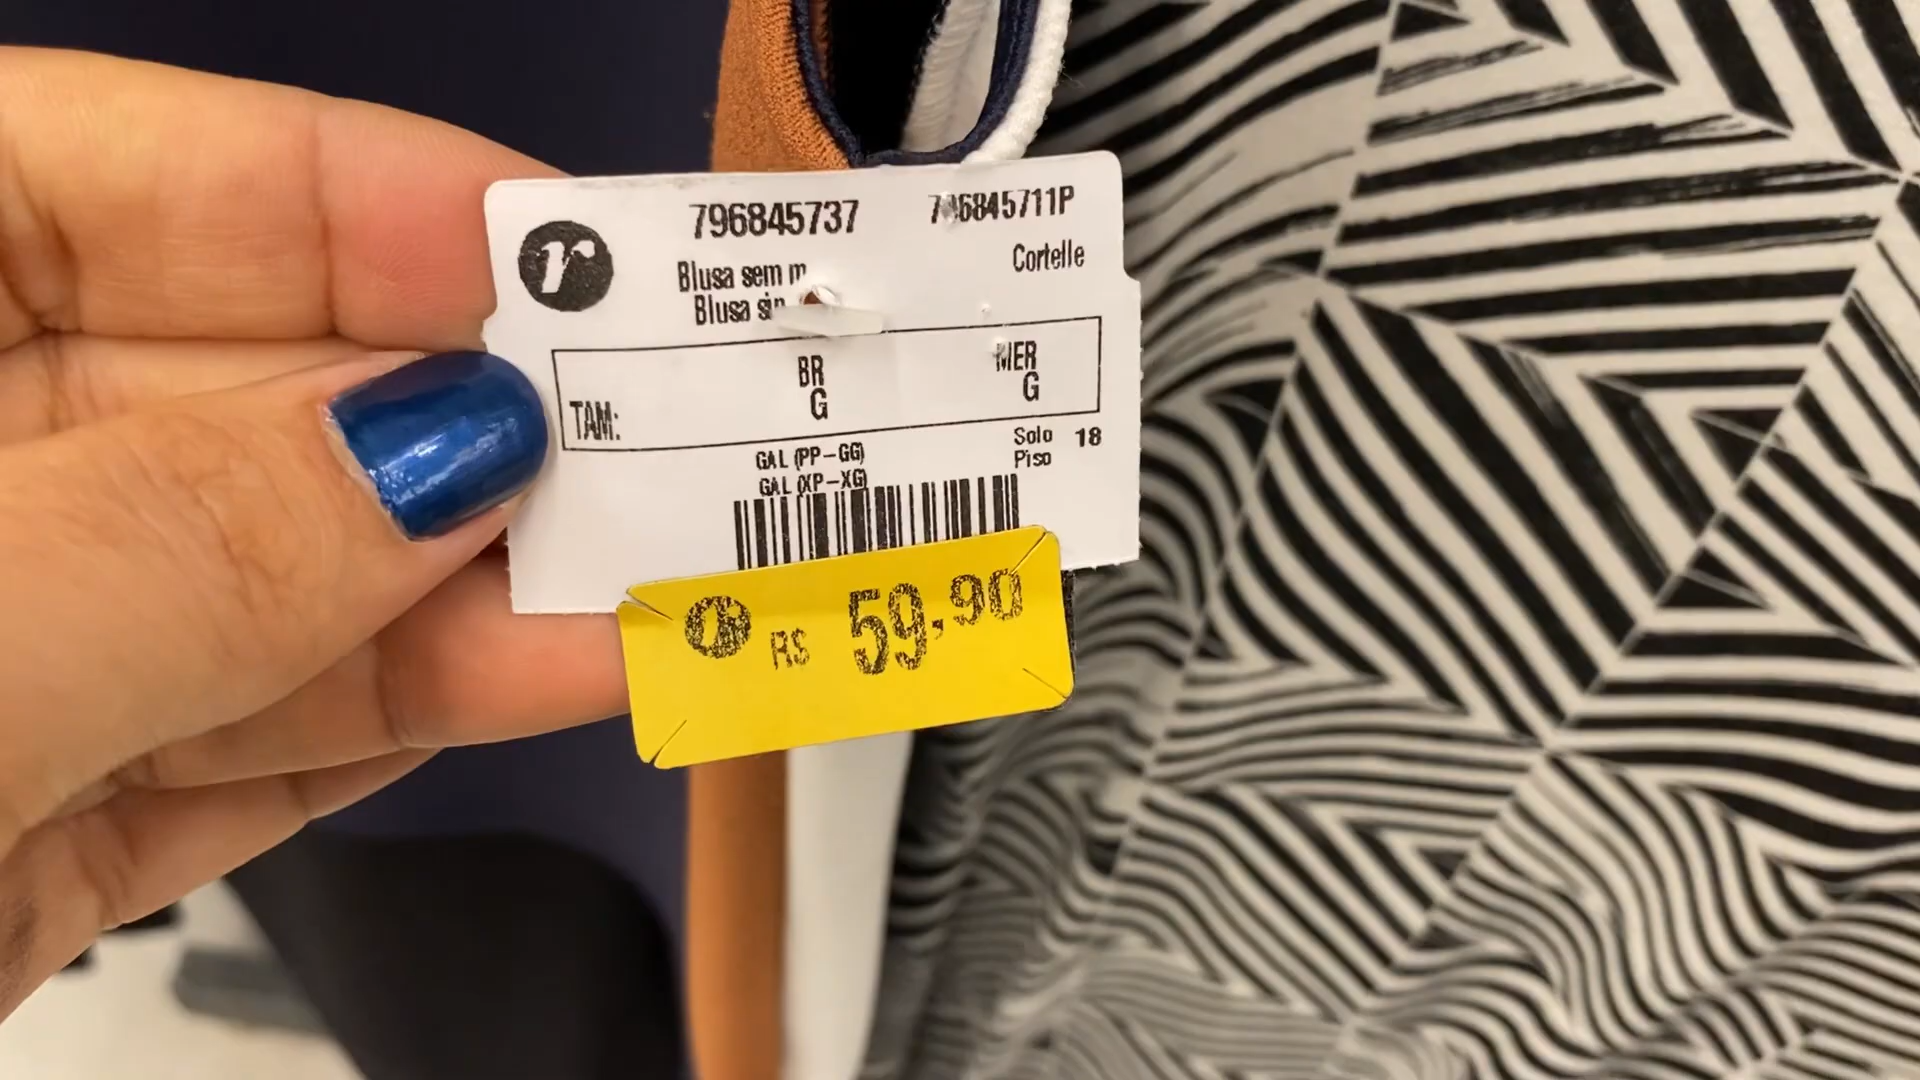 796845737
6845711P
Cortelle
Blusa sem
Blusa
BR
MER
TAM:
G
G
GAL (PP-GG)
GAL (XP-XG)
Solo 18
Piso
R$ 59,90